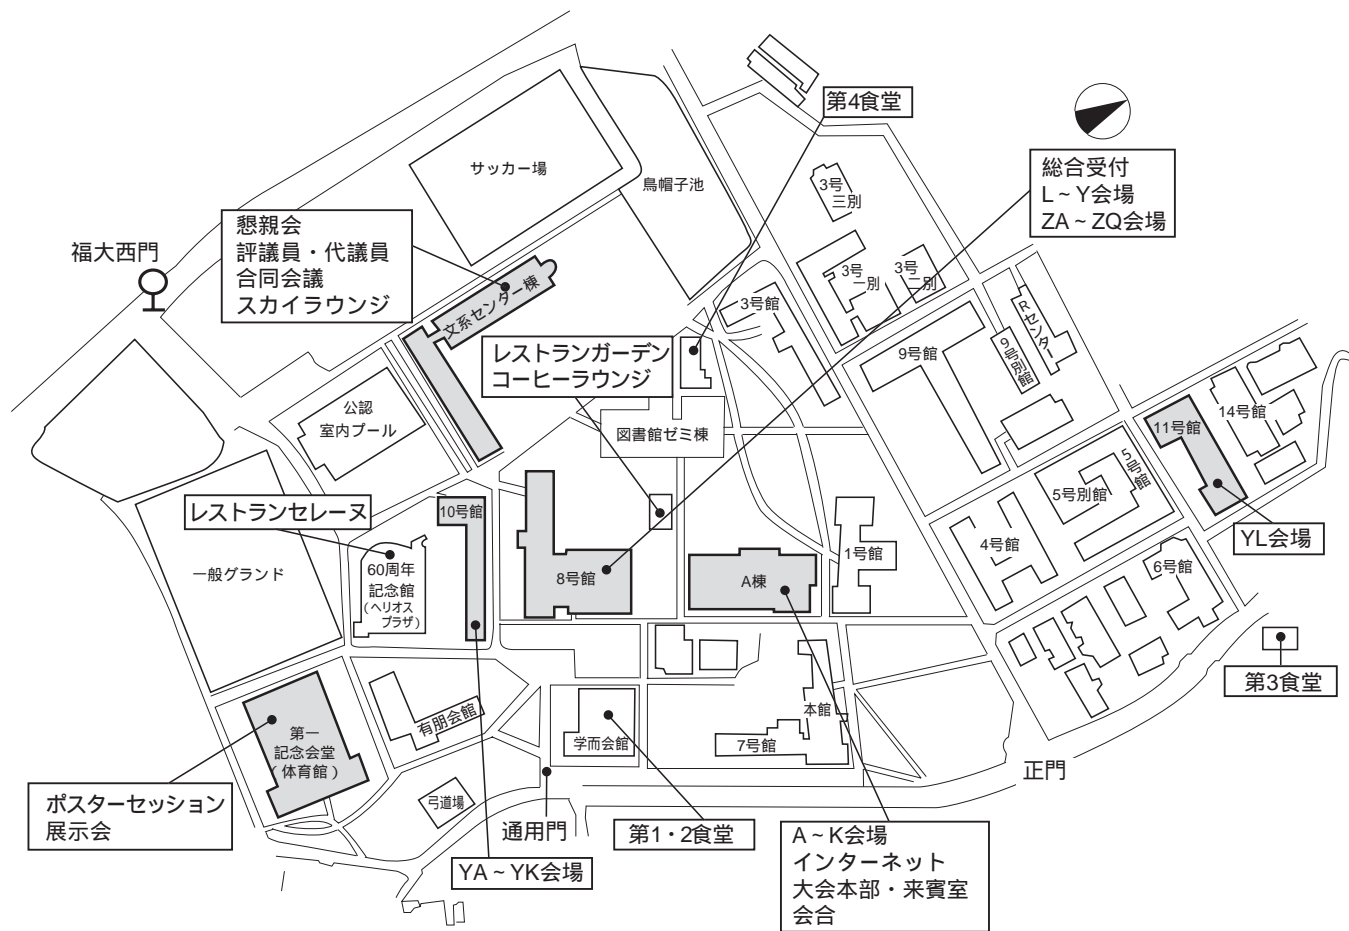 第4食堂
総合受付
L～Y会場
ZA～ZQ会場
サッカー場
烏帽子池
3号
三別
懇親会
評議員・代議員
合同会議
スカイラウンジ
福大西門
文系センター棟
3号
一別
3号
二別
3号館
Rセンター
9号館
9号別館
レストランガーデン
コーヒーラウンジ
公認
室内プール
図書館ゼミ棟
11号館
14号館
5号館
5号別館
レストランセレーヌ
10号館
YL会場
4号館
1号館
6号館
一般グランド
60周年
記念館
(ヘリオス
プラザ)
8号館
A棟
第3食堂
有朋会館
本館
第一
記念会堂
(体育館)
学而会館
7号館
正門
ポスターセッション
展示会
弓道場
通用門
第1・2食堂
A～K会場
インターネット
大会本部・来賓室
会合
YA～YK会場